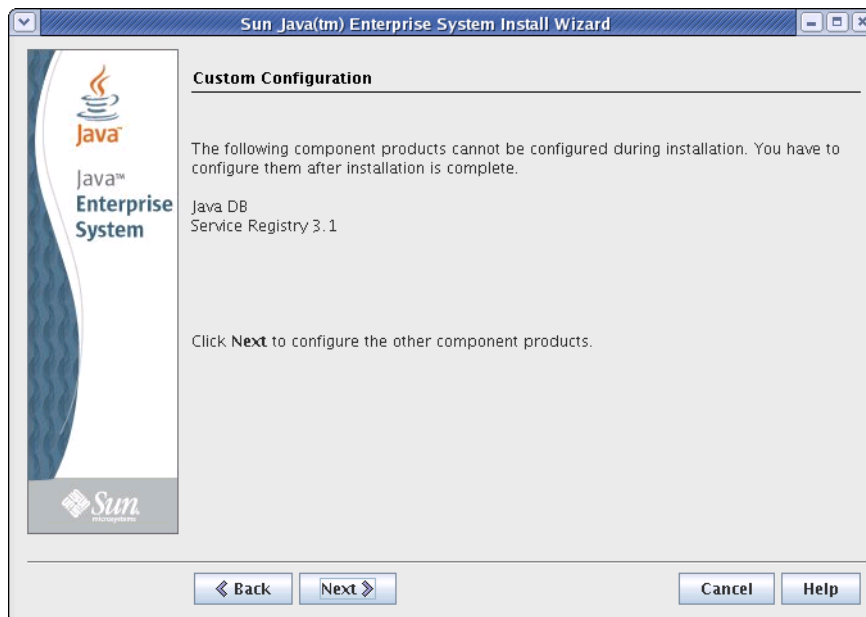 Sun Java(tm) Enterprise System Install Wizard
Java™
Java™
Enterprise
System
Sun
microsystems
Custom Configuration
The following component products cannot be configured during installation. You have to
configure them after installation is complete.
Java DB
Service Registry 3.1
Click Next to configure the other component products.
Back
Next
Cancel
Help